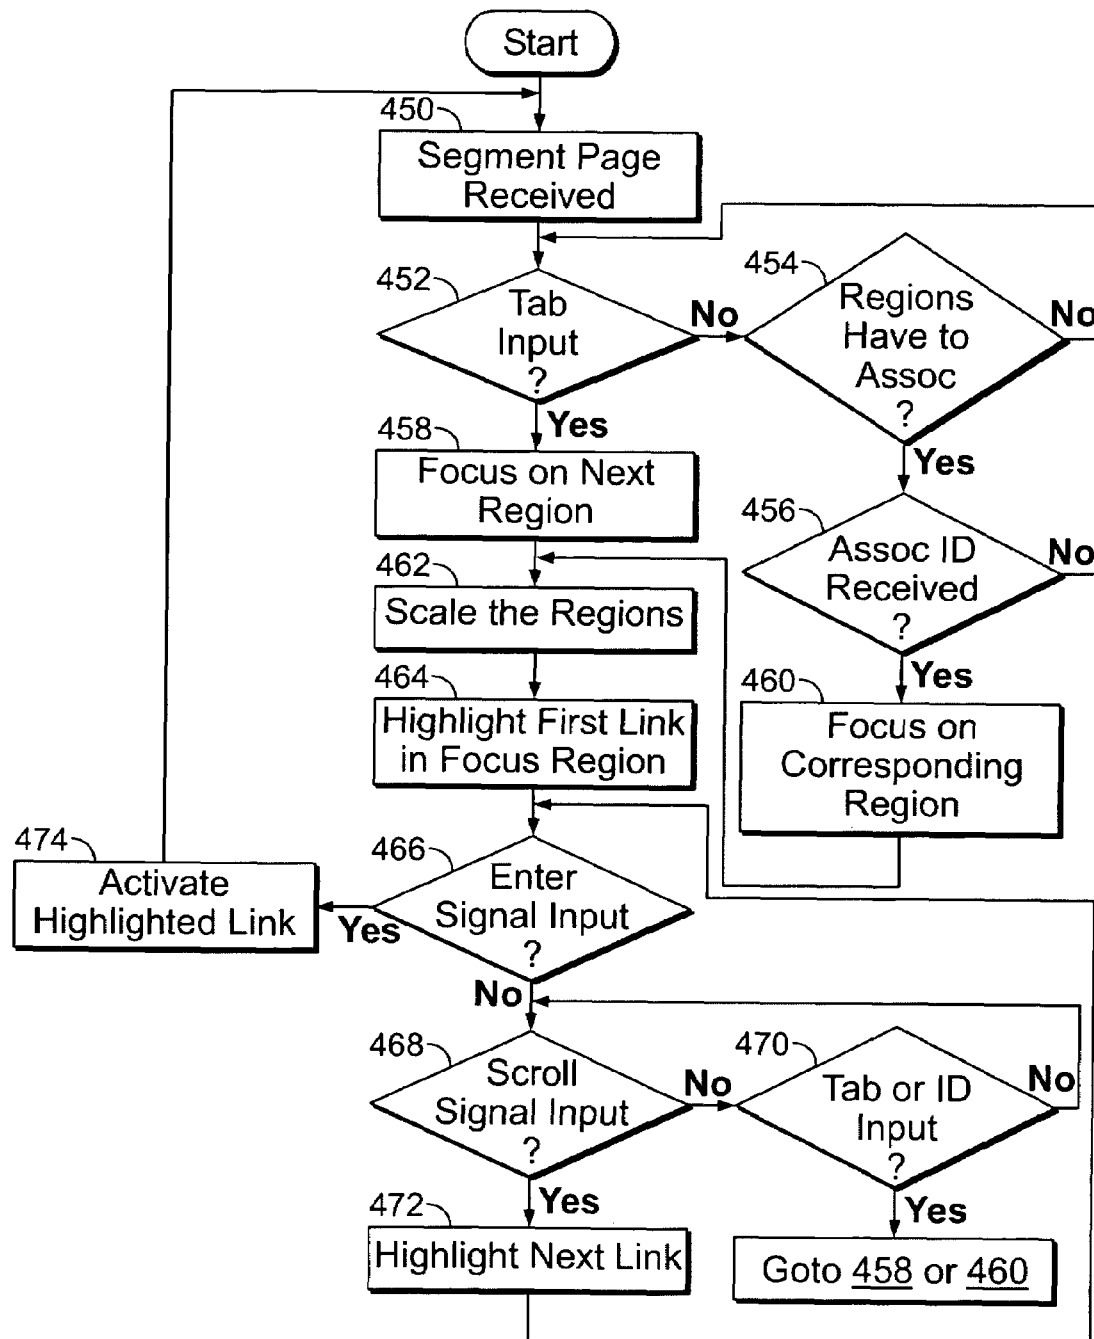 Start
450
Segment Page
Received
452
Tab
Input
?
No
454
Regions
Have to
Assoc
?
No
Yes
Yes
458
Focus on Next
Region
456
Assoc ID
Received
?
No
462
Scale the Regions
Yes
464
Highlight First Link
in Focus Region
460
Focus on
Corresponding
Region
474
Activate
Highlighted Link
466
Enter
Signal Input
?
Yes
No
468
Scroll
Signal Input
?
No
470
Tab or ID
Input
?
No
Yes
Yes
472
Highlight Next Link
Goto 458 or 460